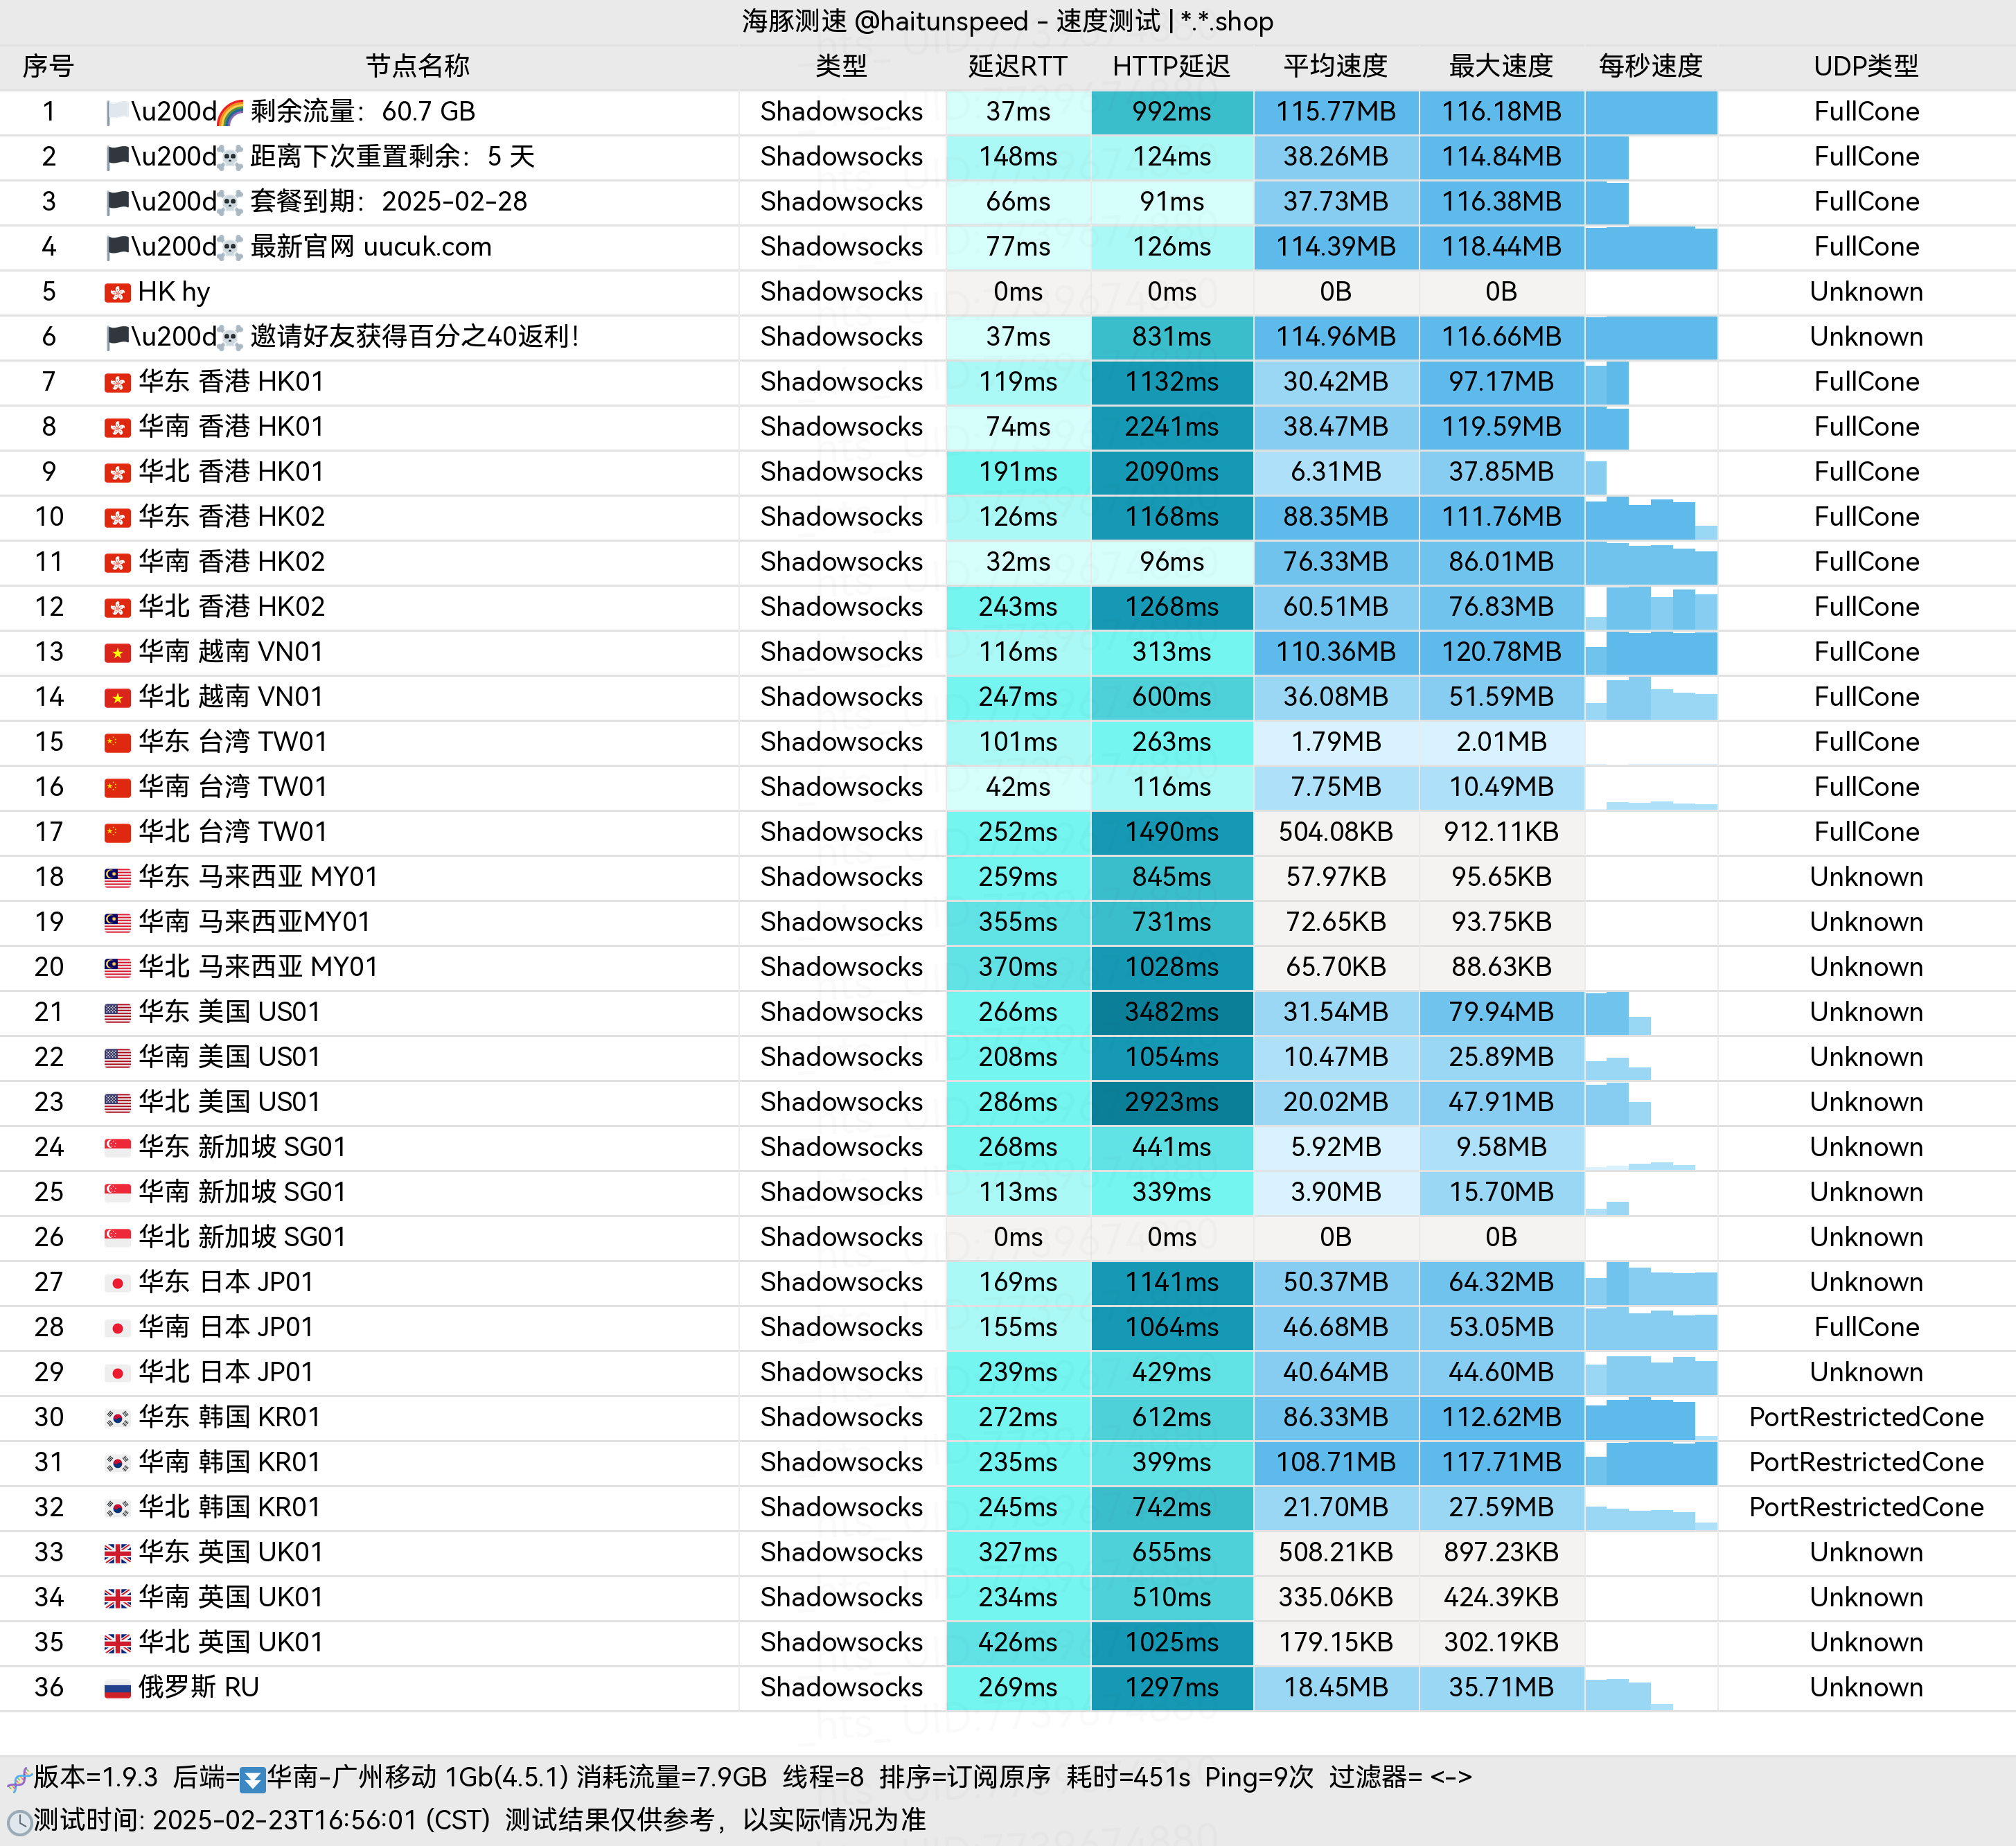 海豚测速 @haitunspeed - 速度测试 | *.*.shop
序号 节点名称 类型 延迟RTT HTTP延迟 平均速度 最大速度 每秒速度 UDP类型
1 🏳️\u200d🌈 剩余流量：60.7 GB Shadowsocks 37ms 992ms 115.77MB 116.18MB FullCone
2 🏴\u200d☠️ 距离下次重置剩余：5 天 Shadowsocks 148ms 124ms 38.26MB 114.84MB FullCone
3 🏴\u200d☠️ 套餐到期：2025-02-28 Shadowsocks 66ms 91ms 37.73MB 116.38MB FullCone
4 🏴\u200d☠️ 最新官网 uucuk.com Shadowsocks 77ms 126ms 114.39MB 118.44MB FullCone
5 🇭🇰 HK hy Shadowsocks 0ms 0ms 0B 0B Unknown
6 🏴\u200d☠️ 邀请好友获得百分之40返利！ Shadowsocks 37ms 831ms 114.96MB 116.66MB Unknown
7 🇭🇰 华东 香港 HK01 Shadowsocks 119ms 1132ms 30.42MB 97.17MB FullCone
8 🇭🇰 华南 香港 HK01 Shadowsocks 74ms 2241ms 38.47MB 119.59MB FullCone
9 🇭🇰 华北 香港 HK01 Shadowsocks 191ms 2090ms 6.31MB 37.85MB FullCone
10 🇭🇰 华东 香港 HK02 Shadowsocks 126ms 1168ms 88.35MB 111.76MB FullCone
11 🇭🇰 华南 香港 HK02 Shadowsocks 32ms 96ms 76.33MB 86.01MB FullCone
12 🇭🇰 华北 香港 HK02 Shadowsocks 243ms 1268ms 60.51MB 76.83MB FullCone
13 🇻🇳 华南 越南 VN01 Shadowsocks 116ms 313ms 110.36MB 120.78MB FullCone
14 🇻🇳 华北 越南 VN01 Shadowsocks 247ms 600ms 36.08MB 51.59MB FullCone
15 🇨🇳 华东 台湾 TW01 Shadowsocks 101ms 263ms 1.79MB 2.01MB FullCone
16 🇨🇳 华南 台湾 TW01 Shadowsocks 42ms 116ms 7.75MB 10.49MB FullCone
17 🇨🇳 华北 台湾 TW01 Shadowsocks 252ms 1490ms 504.08KB 912.11KB FullCone
18 🇲🇾 华东 马来西亚 MY01 Shadowsocks 259ms 845ms 57.97KB 95.65KB Unknown
19 🇲🇾 华南 马来西亚MY01 Shadowsocks 355ms 731ms 72.65KB 93.75KB Unknown
20 🇲🇾 华北 马来西亚 MY01 Shadowsocks 370ms 1028ms 65.70KB 88.63KB Unknown
21 🇺🇸 华东 美国 US01 Shadowsocks 266ms 3482ms 31.54MB 79.94MB Unknown
22 🇺🇸 华南 美国 US01 Shadowsocks 208ms 1054ms 10.47MB 25.89MB Unknown
23 🇺🇸 华北 美国 US01 Shadowsocks 286ms 2923ms 20.02MB 47.91MB Unknown
24 🇸🇬 华东 新加坡 SG01 Shadowsocks 268ms 441ms 5.92MB 9.58MB Unknown
25 🇸🇬 华南 新加坡 SG01 Shadowsocks 113ms 339ms 3.90MB 15.70MB Unknown
26 🇸🇬 华北 新加坡 SG01 Shadowsocks 0ms 0ms 0B 0B Unknown
27 🇯🇵 华东 日本 JP01 Shadowsocks 169ms 1141ms 50.37MB 64.32MB Unknown
28 🇯🇵 华南 日本 JP01 Shadowsocks 155ms 1064ms 46.68MB 53.05MB FullCone
29 🇯🇵 华北 日本 JP01 Shadowsocks 239ms 429ms 40.64MB 44.60MB Unknown
30 🇰🇷 华东 韩国 KR01 Shadowsocks 272ms 612ms 86.33MB 112.62MB PortRestrictedCone
31 🇰🇷 华南 韩国 KR01 Shadowsocks 235ms 399ms 108.71MB 117.71MB PortRestrictedCone
32 🇰🇷 华北 韩国 KR01 Shadowsocks 245ms 742ms 21.70MB 27.59MB PortRestrictedCone
33 🇬🇧 华东 英国 UK01 Shadowsocks 327ms 655ms 508.21KB 897.23KB Unknown
34 🇬🇧 华南 英国 UK01 Shadowsocks 234ms 510ms 335.06KB 424.39KB Unknown
35 🇬🇧 华北 英国 UK01 Shadowsocks 426ms 1025ms 179.15KB 302.19KB Unknown
36 🇷🇺 俄罗斯 RU Shadowsocks 269ms 1297ms 18.45MB 35.71MB Unknown
🧬版本=1.9.3 后端=⏬华南-广州移动 1Gb(4.5.1) 消耗流量=7.9GB 线程=8 排序=订阅原序 耗时=451s Ping=9次 过滤器= <->
🕓测试时间: 2025-02-23T16:56:01 (CST) 测试结果仅供参考，以实际情况为准